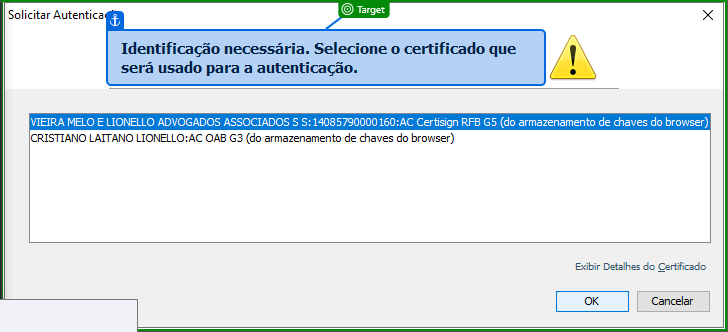 Target
Solicitar Autenticaç
Identificação necessária. Selecione o certificado que
será usado para a autenticação.
VIEIRA MELO E LIONELLO ADVOGADOS ASSOCIADOS S S:14085790000160:AC Certisign RFB G5 (do armazenamento de chaves do browser)
CRISTIANO LAITANO LIONELLO:AC OAB G3 (do armazenamento de chaves do browser)
Exibir Detalhes do Certificado
OK
Cancelar